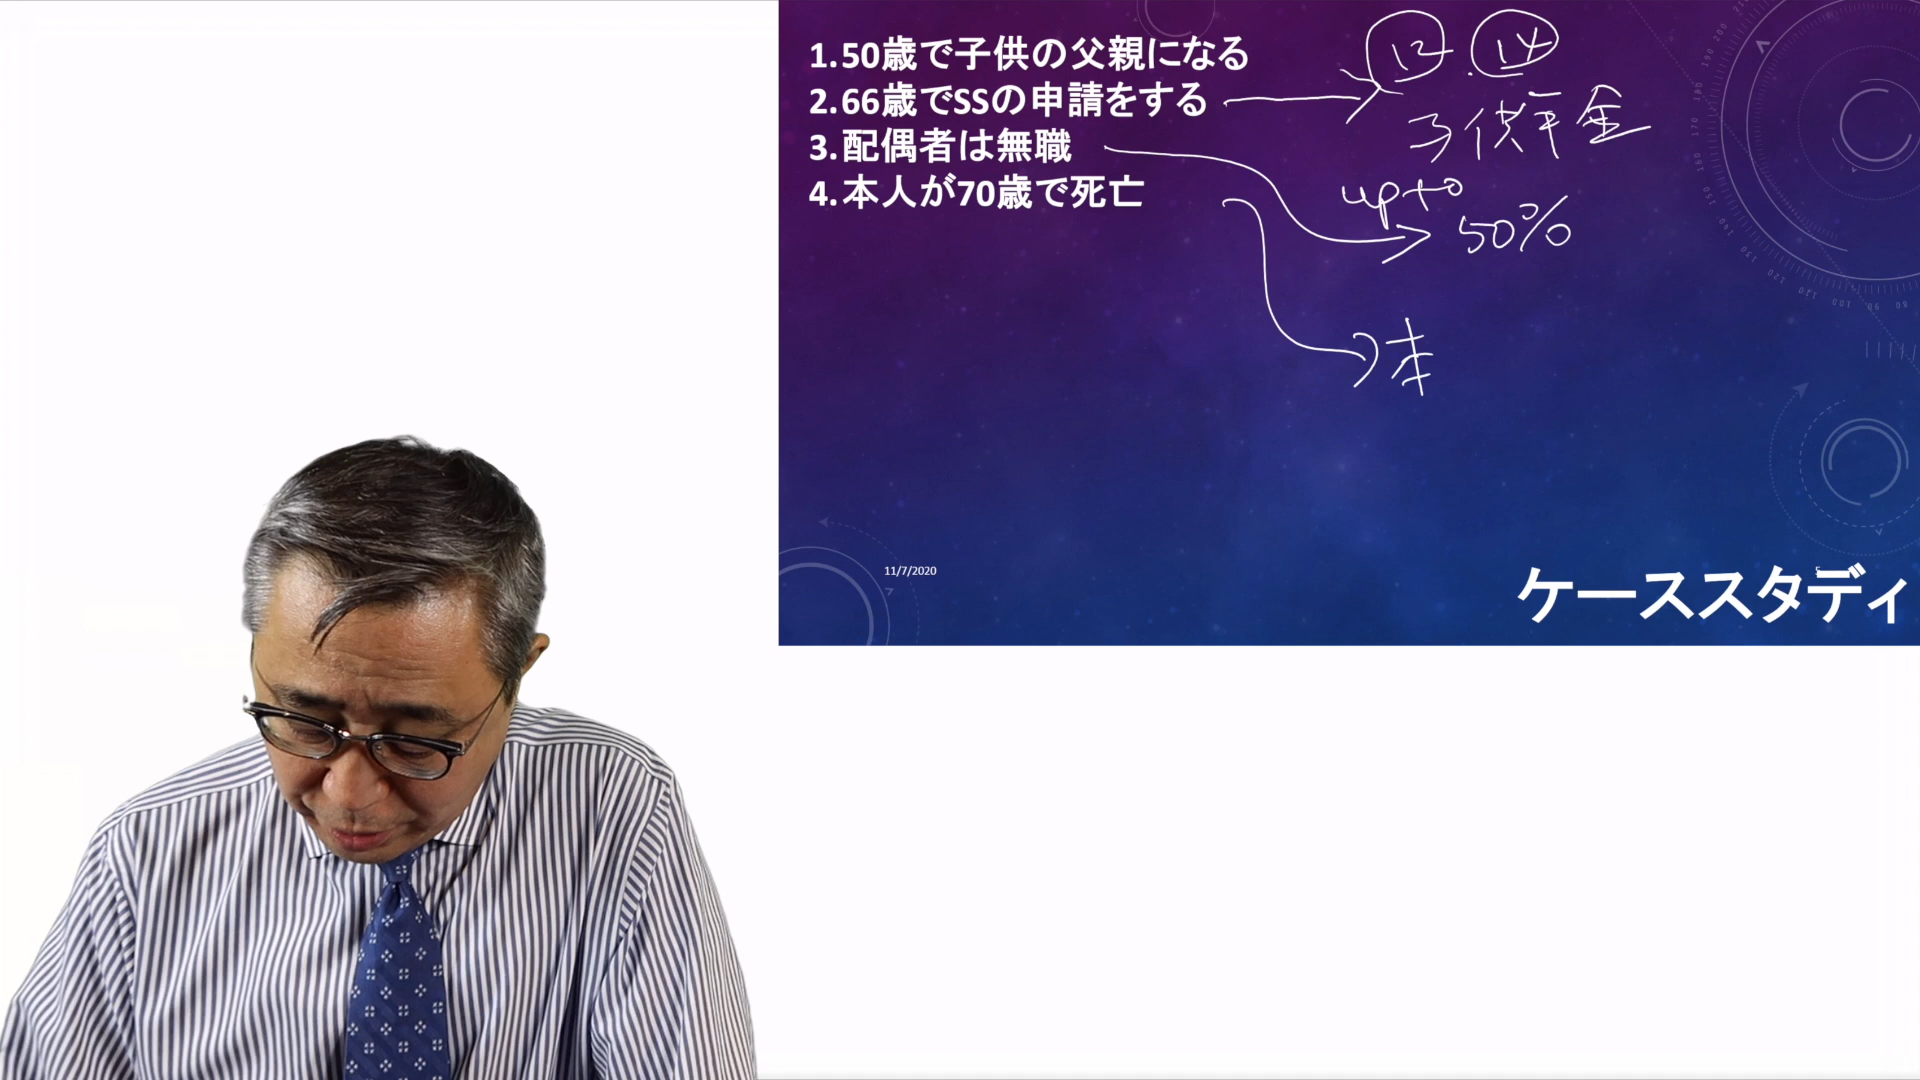 1.50歳で子供の父親になる
2.66歳でSSの申請をする
3.配偶者は無職
4.本人が70歳で死亡
12 14
子供年金
up to
50%
11/7/2020
ケーススタディ